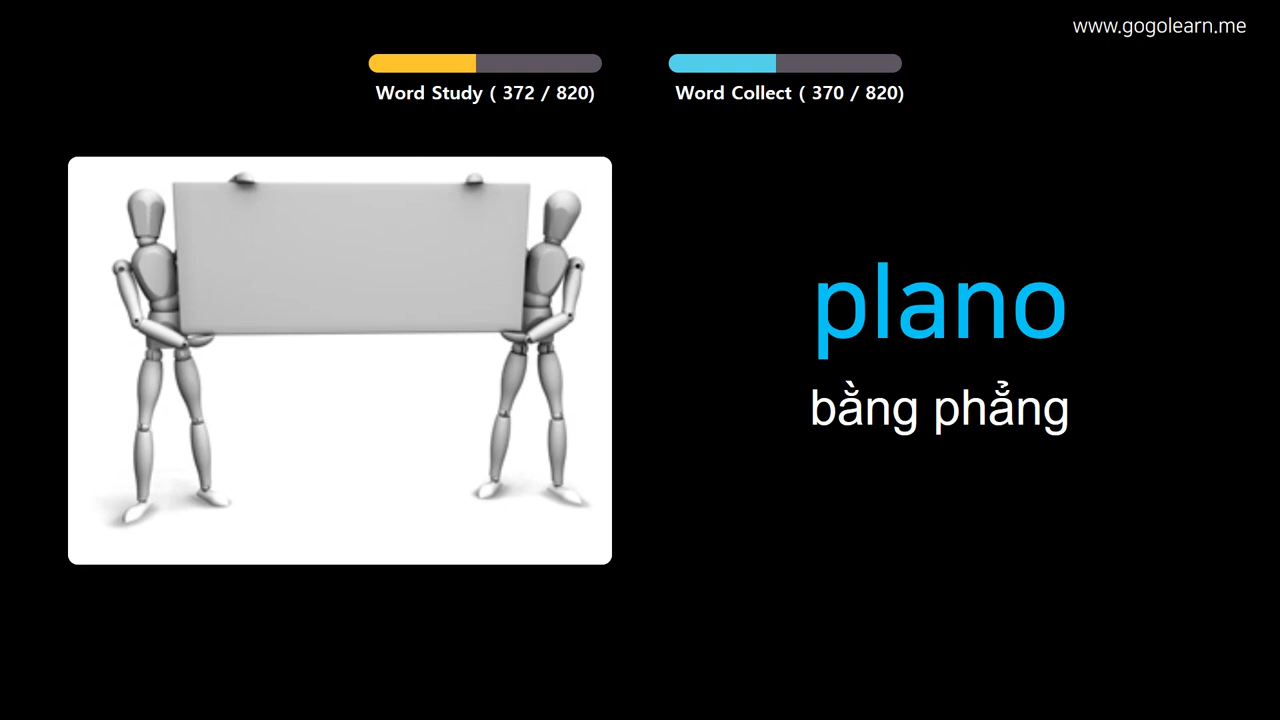 www.gogolearn.me
Word Study ( 372 / 820)
Word Collect ( 370 / 820)
plano
bằng phẳng